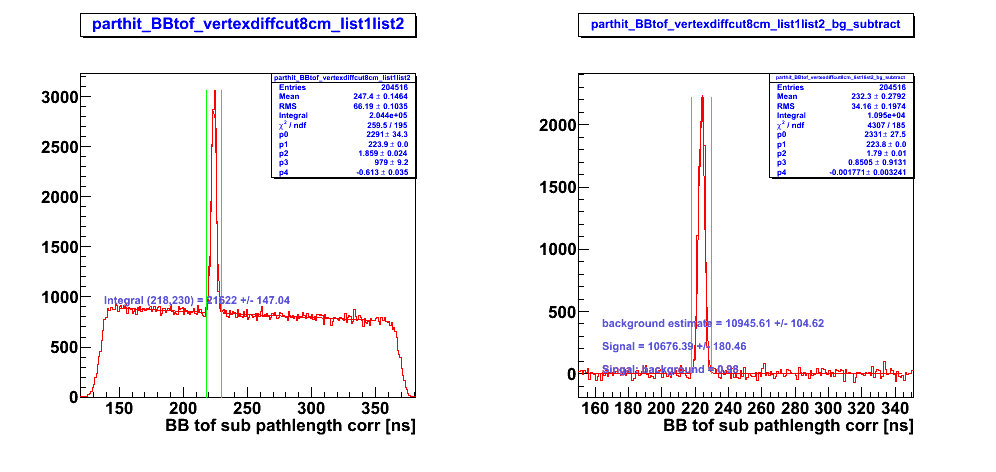 parthit_BBtof_vertexdiffcut8cm_list1list2
parthit_BBtof_vertexdiffcut8cm_list1list2
Entries 204516
Mean 247.4 ± 0.1464
RMS 66.19 ± 0.1035
Integral 2.044e+05
χ² / ndf 259.5 / 195
p0 2291 ± 34.3
p1 223.9 ± 0.0
p2 1.859 ± 0.024
p3 979 ± 9.2
p4 -0.613 ± 0.035
3000
2500
2000
1500
1000
500
0
Integral (218,230) = 21622 +/- 147.04
150 200 250 300 350
BB tof sub pathlength corr [ns]
parthit_BBtof_vertexdiffcut8cm_list1list2_bg_subtract
parthit_BBtof_vertexdiffcut8cm_list1list2_bg_subtract
Entries 204516
Mean 232.3 ± 0.2792
RMS 34.16 ± 0.1974
Integral 1.095e+04
χ² / ndf 4307 / 185
p0 2331 ± 27.5
p1 223.8 ± 0.0
p2 1.79 ± 0.01
p3 0.8505 ± 0.9131
p4 -0.001771 ± 0.003241
2000
1500
1000
500
0
background estimate = 10945.61 +/- 104.62
Signal = 10676.39 +/- 180.46
Singal: background = 0.98
160 180 200 220 240 260 280 300 320 340
BB tof sub pathlength corr [ns]